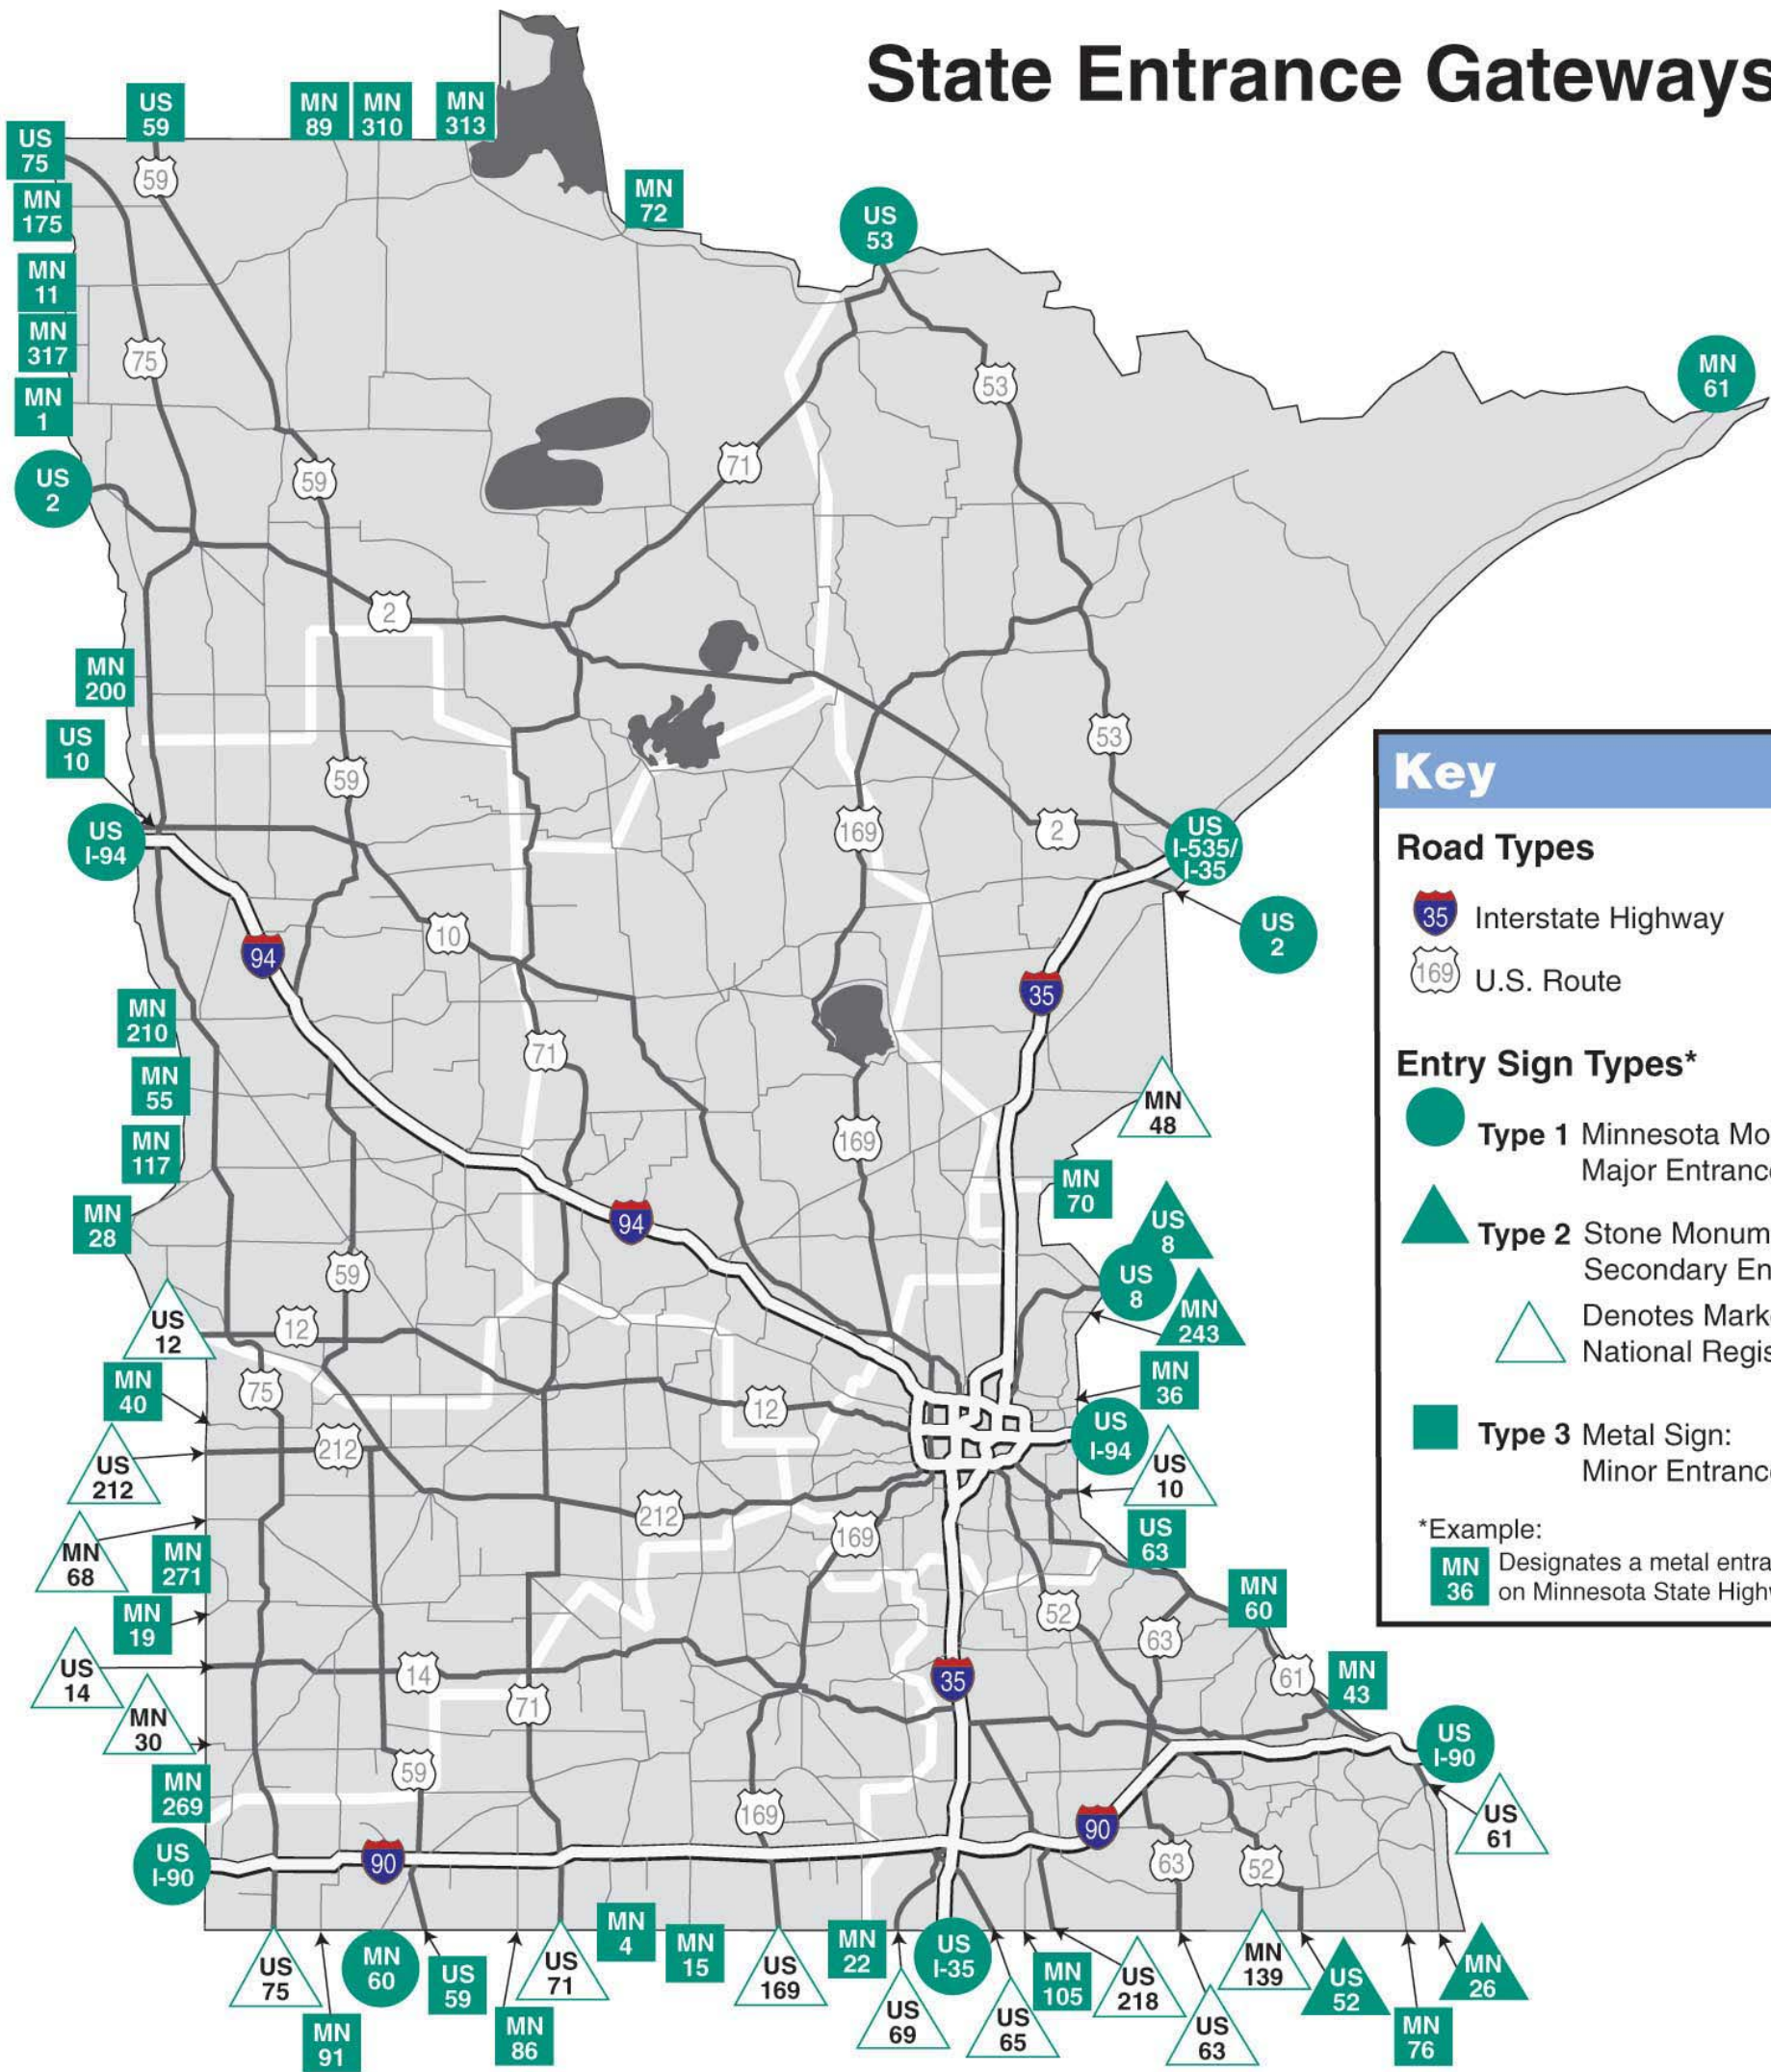 State Entrance Gateways
US
59
MN
89
MN
310
MN
313
US
75
59
MN
175
MN
72
US
53
MN
11
MN
317
75
MN
61
MN
1
53
US
2
59
71
2
MN
200
US
10
53
59
US
I-94
169
2
US
I-535/
I-35
US
2
94
10
35
MN
210
71
MN
55
MN
48
MN
117
169
MN
70
MN
28
94
US
8
59
US
8
MN
243
US
12
12
MN
40
75
12
MN
36
US
I-94
US
212
212
US
10
212
169
US
63
MN
68
MN
271
MN
19
52
MN
60
63
US
14
14
35
61
MN
43
MN
30
71
US
I-90
59
MN
269
169
90
US
61
US
I-90
90
63
52
US
75
MN
60
US
59
US
71
MN
4
MN
15
US
169
MN
22
US
I-35
MN
105
US
218
MN
139
US
52
MN
26
MN
91
MN
86
US
69
US
65
US
63
MN
76
Key
Road Types
35 Interstate Highway
169 U.S. Route
Entry Sign Types*
Type 1 Minnesota Mo
Major Entrance
Type 2 Stone Monum
Secondary En
Denotes Mark
National Regis
Type 3 Metal Sign:
Minor Entrance
*Example:
MN
36
Designates a metal entra
on Minnesota State High